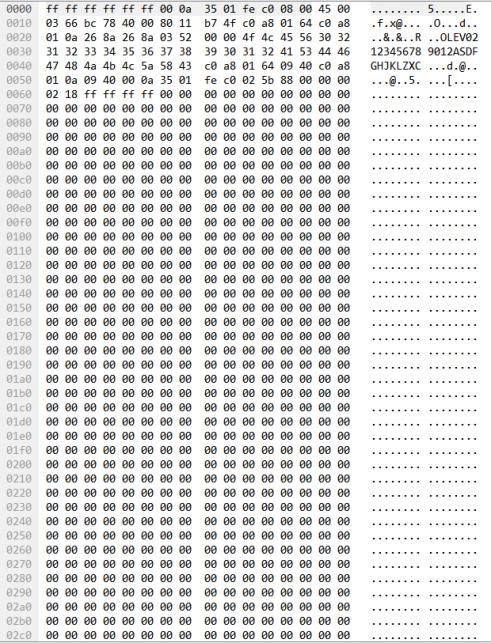 0000 ff ff ff ff ff ff 00 0a 35 01 fe c0 08 00 45 00 ........ 5.....E.
0010 03 66 bc 78 40 00 80 11 b7 4f c0 a8 01 64 c0 a8 .f.x@... .O...d..
0020 01 0a 26 8a 26 8a 03 52 00 00 4f 4c 45 56 30 32 ..&.&..R ..OLEV02
0030 31 32 33 34 35 36 37 38 39 30 31 32 41 53 44 46 12345678 9012ASDF
0040 47 48 4a 4b 4c 5a 58 43 c0 a8 01 64 09 40 c0 a8 GHJKLZXC ...d.@..
0050 01 0a 09 40 00 0a 35 01 fe c0 02 5b 88 00 00 00 ...@..5. ...[....
0060 02 18 ff ff ff ff 00 00 00 00 00 00 00 00 00 00 ........ ........
0070 00 00 00 00 00 00 00 00 00 00 00 00 00 00 00 00 ........ ........
0080 00 00 00 00 00 00 00 00 00 00 00 00 00 00 00 00 ........ ........
0090 00 00 00 00 00 00 00 00 00 00 00 00 00 00 00 00 ........ ........
00a0 00 00 00 00 00 00 00 00 00 00 00 00 00 00 00 00 ........ ........
00b0 00 00 00 00 00 00 00 00 00 00 00 00 00 00 00 00 ........ ........
00c0 00 00 00 00 00 00 00 00 00 00 00 00 00 00 00 00 ........ ........
00d0 00 00 00 00 00 00 00 00 00 00 00 00 00 00 00 00 ........ ........
00e0 00 00 00 00 00 00 00 00 00 00 00 00 00 00 00 00 ........ ........
00f0 00 00 00 00 00 00 00 00 00 00 00 00 00 00 00 00 ........ ........
0100 00 00 00 00 00 00 00 00 00 00 00 00 00 00 00 00 ........ ........
0110 00 00 00 00 00 00 00 00 00 00 00 00 00 00 00 00 ........ ........
0120 00 00 00 00 00 00 00 00 00 00 00 00 00 00 00 00 ........ ........
0130 00 00 00 00 00 00 00 00 00 00 00 00 00 00 00 00 ........ ........
0140 00 00 00 00 00 00 00 00 00 00 00 00 00 00 00 00 ........ ........
0150 00 00 00 00 00 00 00 00 00 00 00 00 00 00 00 00 ........ ........
0160 00 00 00 00 00 00 00 00 00 00 00 00 00 00 00 00 ........ ........
0170 00 00 00 00 00 00 00 00 00 00 00 00 00 00 00 00 ........ ........
0180 00 00 00 00 00 00 00 00 00 00 00 00 00 00 00 00 ........ ........
0190 00 00 00 00 00 00 00 00 00 00 00 00 00 00 00 00 ........ ........
01a0 00 00 00 00 00 00 00 00 00 00 00 00 00 00 00 00 ........ ........
01b0 00 00 00 00 00 00 00 00 00 00 00 00 00 00 00 00 ........ ........
01c0 00 00 00 00 00 00 00 00 00 00 00 00 00 00 00 00 ........ ........
01d0 00 00 00 00 00 00 00 00 00 00 00 00 00 00 00 00 ........ ........
01e0 00 00 00 00 00 00 00 00 00 00 00 00 00 00 00 00 ........ ........
01f0 00 00 00 00 00 00 00 00 00 00 00 00 00 00 00 00 ........ ........
0200 00 00 00 00 00 00 00 00 00 00 00 00 00 00 00 00 ........ ........
0210 00 00 00 00 00 00 00 00 00 00 00 00 00 00 00 00 ........ ........
0220 00 00 00 00 00 00 00 00 00 00 00 00 00 00 00 00 ........ ........
0230 00 00 00 00 00 00 00 00 00 00 00 00 00 00 00 00 ........ ........
0240 00 00 00 00 00 00 00 00 00 00 00 00 00 00 00 00 ........ ........
0250 00 00 00 00 00 00 00 00 00 00 00 00 00 00 00 00 ........ ........
0260 00 00 00 00 00 00 00 00 00 00 00 00 00 00 00 00 ........ ........
0270 00 00 00 00 00 00 00 00 00 00 00 00 00 00 00 00 ........ ........
0280 00 00 00 00 00 00 00 00 00 00 00 00 00 00 00 00 ........ ........
0290 00 00 00 00 00 00 00 00 00 00 00 00 00 00 00 00 ........ ........
02a0 00 00 00 00 00 00 00 00 00 00 00 00 00 00 00 00 ........ ........
02b0 00 00 00 00 00 00 00 00 00 00 00 00 00 00 00 00 ........ ........
02c0 00 00 00 00 00 00 00 00 00 00 00 00 00 00 00 00 ........ ........